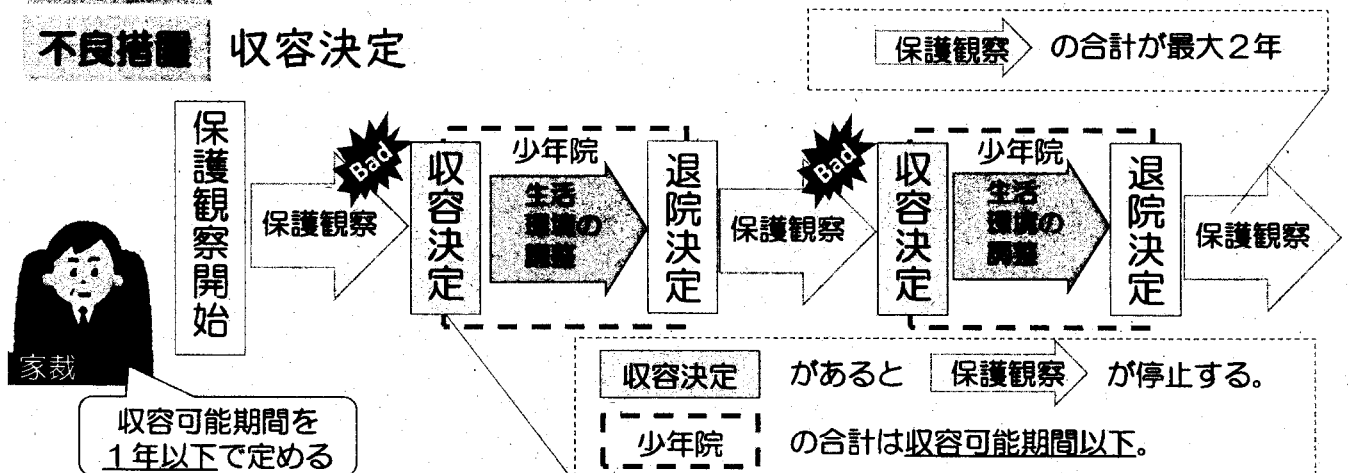 不良措置 収容決定
保護観察 の合計が最大2年
保護観察開始
保護観察
Bad
収容決定
少年院
生活
環境の
調整
退院決定
保護観察
Bad
収容決定
少年院
生活
環境の
調整
退院決定
保護観察
家裁
収容可能期間を
1年以下で定める
収容決定 があると 保護観察 が停止する。
少年院 の合計は収容可能期間以下。